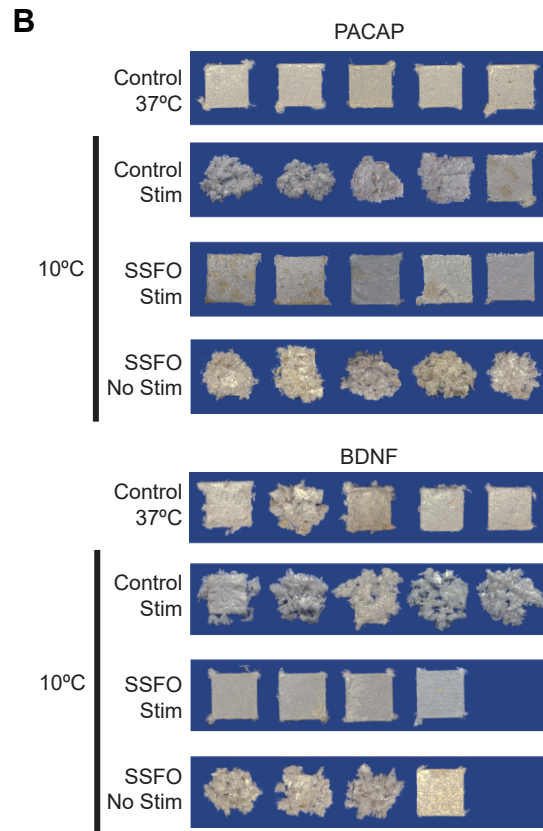 B
PACAP
Control
37ºC
10ºC
Control
Stim
SSFO
Stim
SSFO
No Stim
BDNF
Control
37ºC
10ºC
Control
Stim
SSFO
Stim
SSFO
No Stim